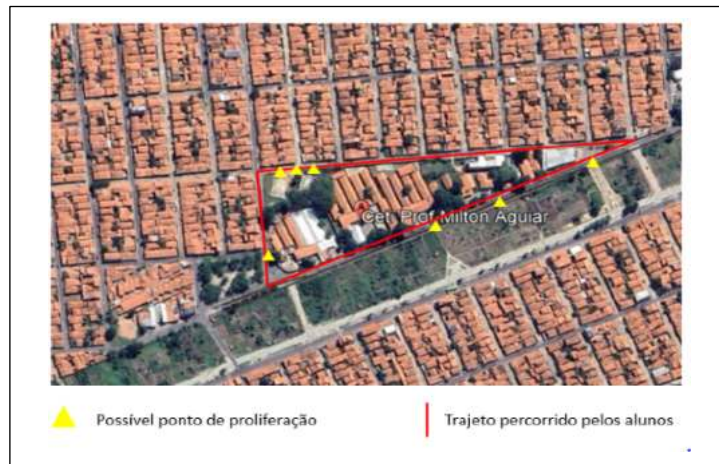 Cet. Prof Milton Aguiar
Possível ponto de proliferação
Trajeto percorrido pelos alunos